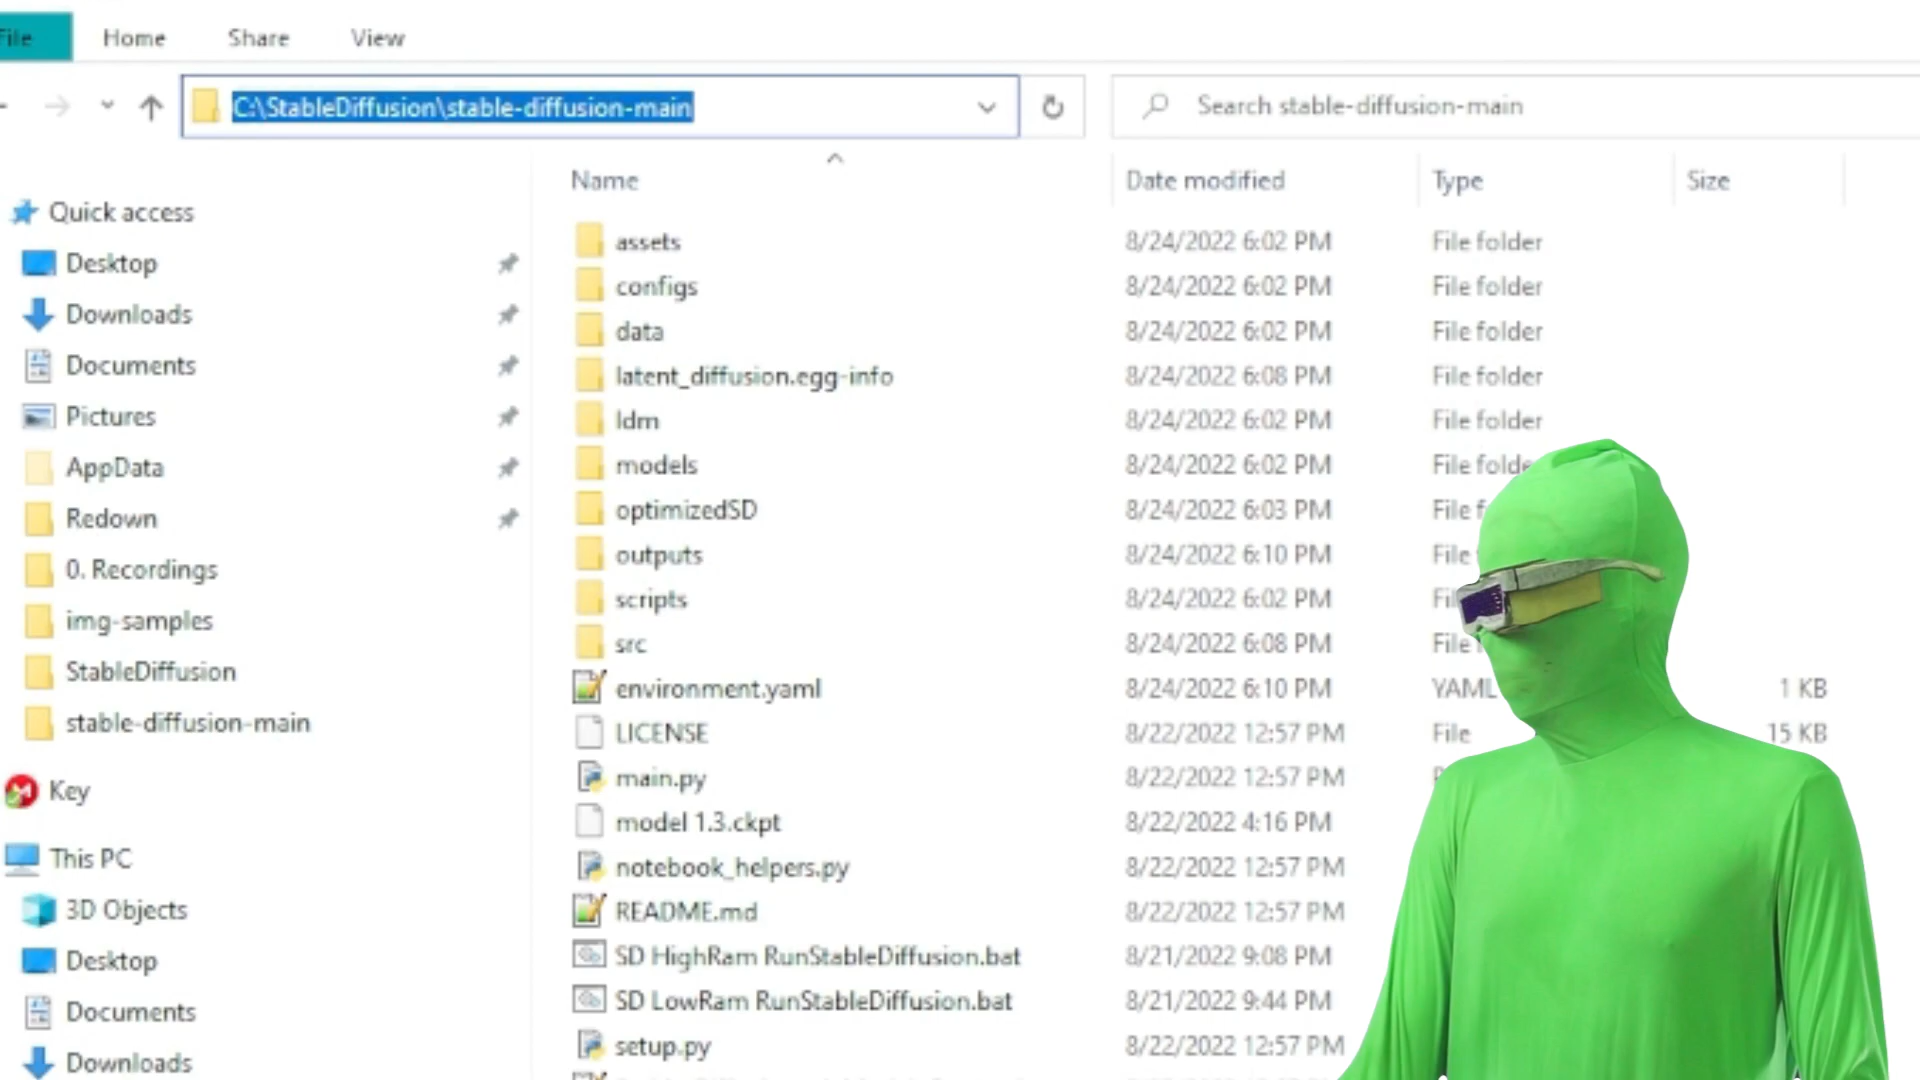 File Home Share View
C:\StableDiffusion\stable-diffusion-main Search stable-diffusion-main
Name Date modified Type Size
Quick access
Desktop
Downloads
Documents
Pictures
AppData
Redown
0. Recordings
img-samples
StableDiffusion
stable-diffusion-main
Key
This PC
3D Objects
Desktop
Documents
Downloads
assets 8/24/2022 6:02 PM File folder
configs 8/24/2022 6:02 PM File folder
data 8/24/2022 6:02 PM File folder
latent_diffusion.egg-info 8/24/2022 6:08 PM File folder
ldm 8/24/2022 6:02 PM File folder
models 8/24/2022 6:02 PM File folde
optimizedSD 8/24/2022 6:03 PM File f
outputs 8/24/2022 6:10 PM File
scripts 8/24/2022 6:02 PM Fil
src 8/24/2022 6:08 PM File
environment.yaml 8/24/2022 6:10 PM YAML 1 KB
LICENSE 8/22/2022 12:57 PM File 15 KB
main.py 8/22/2022 12:57 PM
model 1.3.ckpt 8/22/2022 4:16 PM
notebook_helpers.py 8/22/2022 12:57 PM
README.md 8/22/2022 12:57 PM
SD HighRam RunStableDiffusion.bat 8/21/2022 9:08 PM
SD LowRam RunStableDiffusion.bat 8/21/2022 9:44 PM
setup.py 8/22/2022 12:57 PM